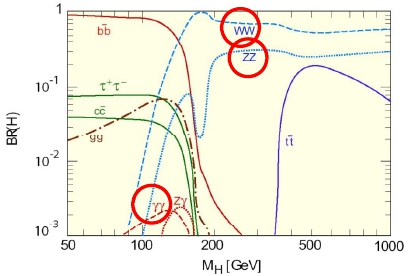 1
10⁻¹
10⁻²
10⁻³
BR(H)
bb̄
τ⁺τ⁻
cc̄
gg
γγ
Zγ
WW
ZZ
tt̄
50
100
200
500
1000
M_H [GeV]